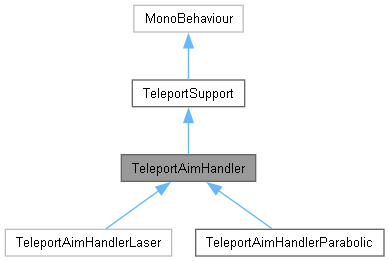 MonoBehaviour
TeleportSupport
TeleportAimHandler
TeleportAimHandlerLaser
TeleportAimHandlerParabolic